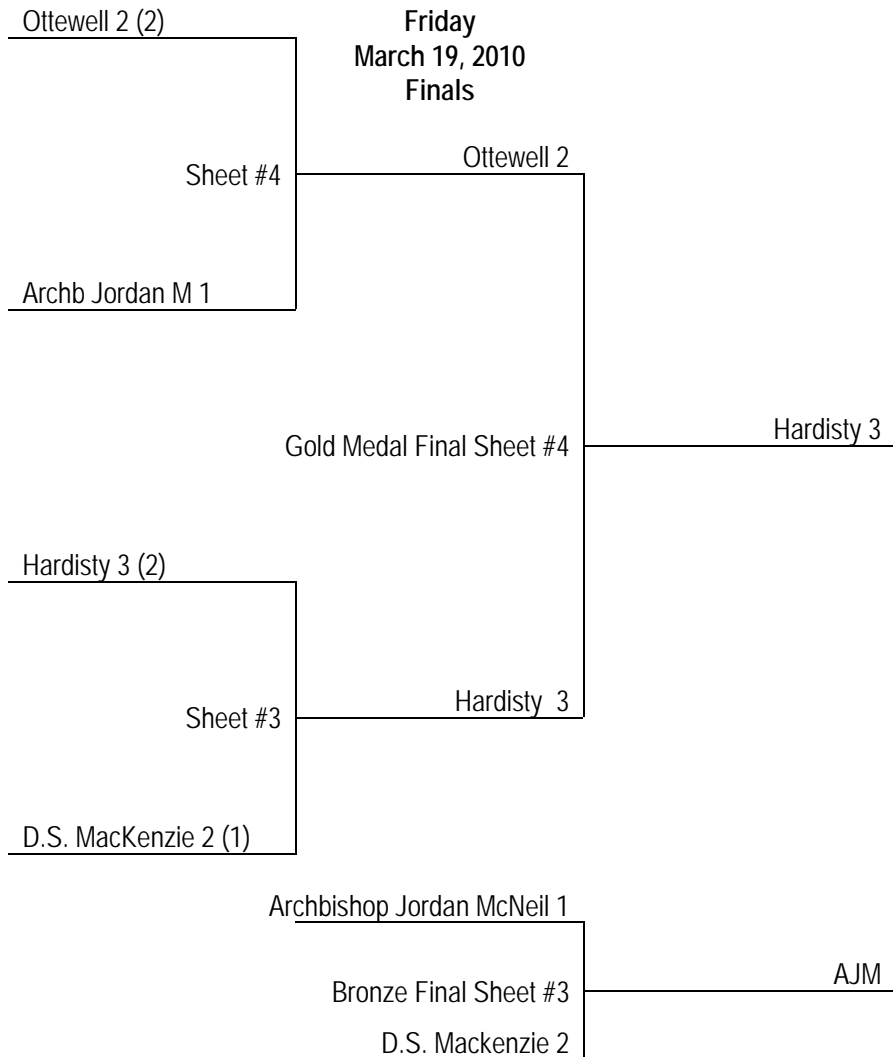 Ottewell 2 (2)
Friday
March 19, 2010
Finals
Ottewell 2
Sheet #4
Archb Jordan M 1
Hardisty 3
Gold Medal Final Sheet #4
Hardisty 3 (2)
Hardisty  3
Sheet #3
D.S. MacKenzie 2 (1)
Archbishop Jordan McNeil 1
AJM
Bronze Final Sheet #3
D.S. Mackenzie 2